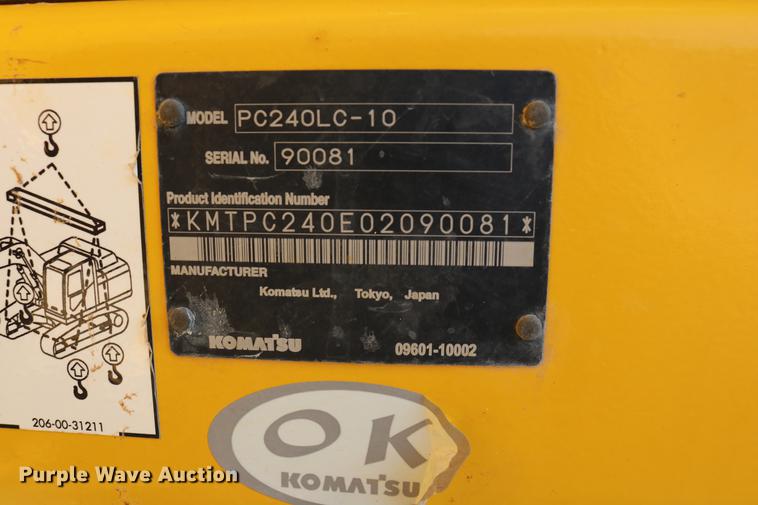 MODEL PC240LC-10
SERIAL No. 90081
Product Identification Number
*KMTPC240E02090081*
MANUFACTURER
Komatsu Ltd., Tokyo, Japan
KOMATSU 09601-10002
206-00-31211
OK
KOMATSU
Purple Wave Auction